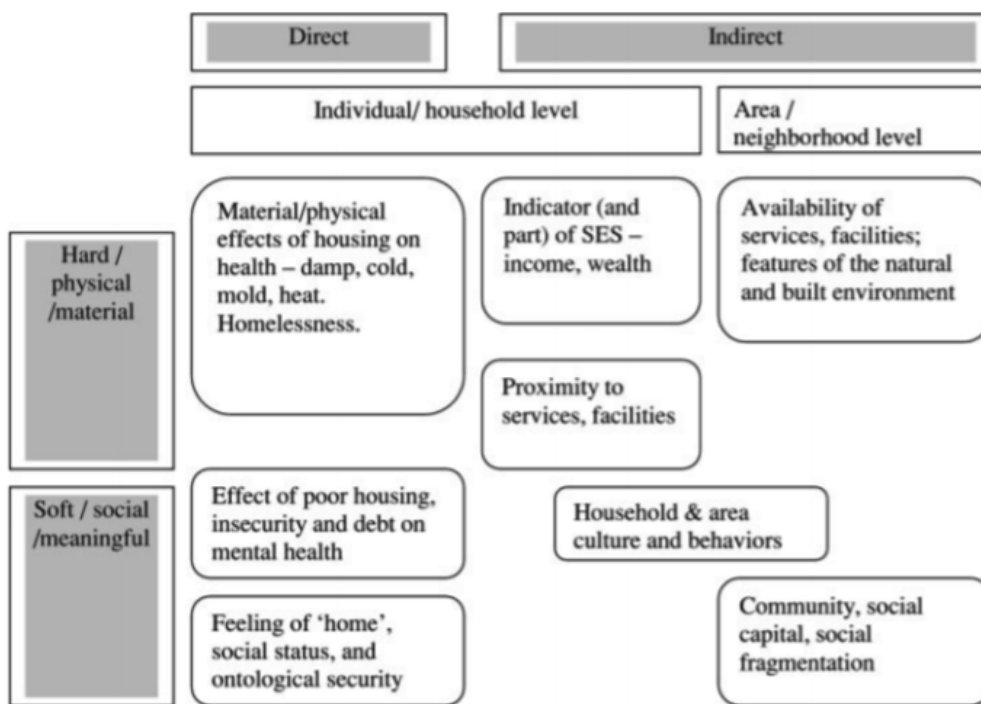 Direct
Indirect
Individual/ household level
Area /
neighborhood level
Hard /
physical
/material
Material/physical
effects of housing on
health – damp, cold,
mold, heat.
Homelessness.
Indicator (and
part) of SES –
income, wealth
Availability of
services, facilities;
features of the natural
and built environment
Proximity to
services, facilities
Soft / social
/meaningful
Effect of poor housing,
insecurity and debt on
mental health
Household & area
culture and behaviors
Feeling of ‘home’,
social status, and
ontological security
Community, social
capital, social
fragmentation